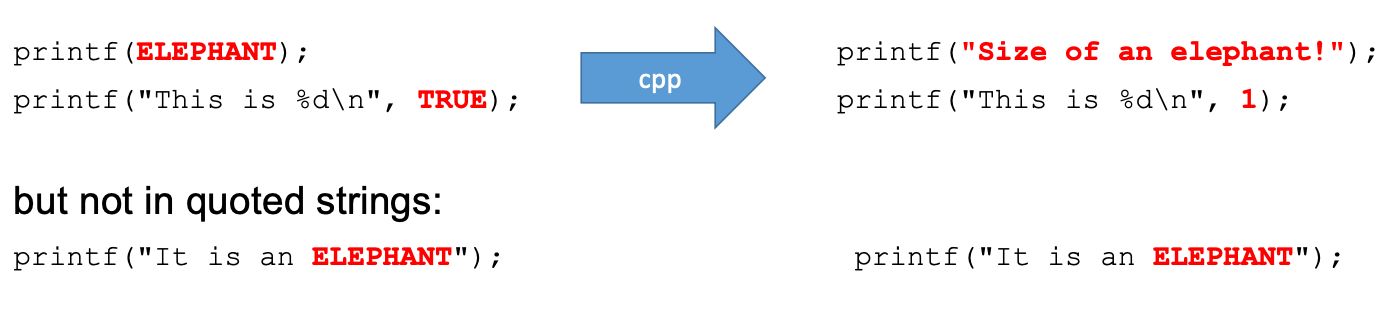 printf(ELEPHANT);
printf("This is %d\n", TRUE);
cpp
printf("Size of an elephant!");
printf("This is %d\n", 1);
but not in quoted strings:
printf("It is an ELEPHANT");
printf("It is an ELEPHANT");